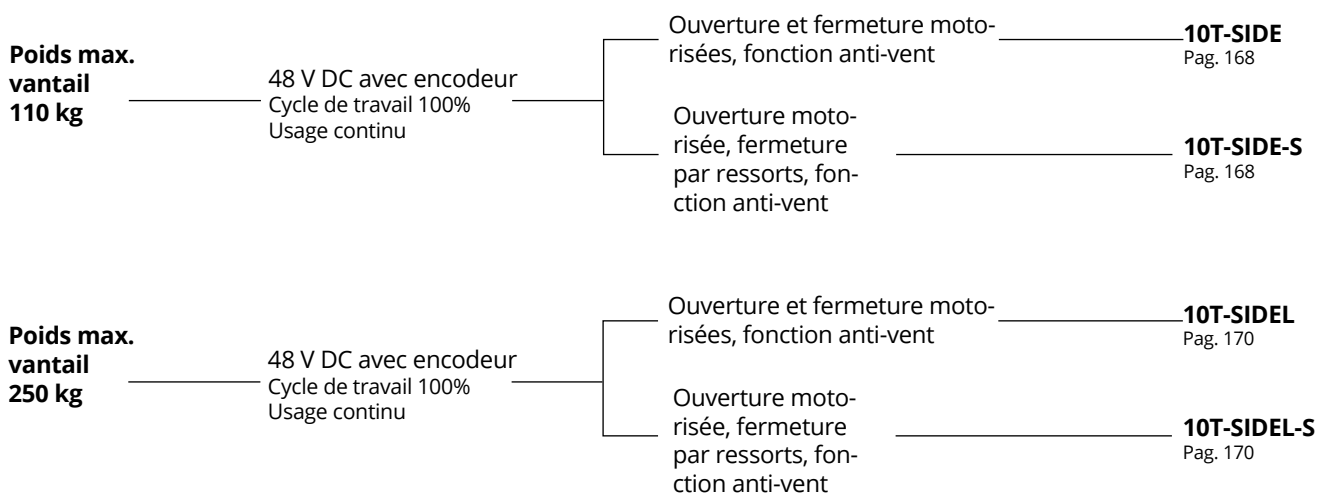 Poids max.
vantail
110 kg
48 V DC avec encodeur
Cycle de travail 100%
Usage continu
Ouverture et fermeture moto-
risées, fonction anti-vent
10T-SIDE
Pag. 168
Ouverture moto-
risée, fermeture
par ressorts, fon-
ction anti-vent
10T-SIDE-S
Pag. 168
Poids max.
vantail
250 kg
48 V DC avec encodeur
Cycle de travail 100%
Usage continu
Ouverture et fermeture moto-
risées, fonction anti-vent
10T-SIDEL
Pag. 170
Ouverture moto-
risée, fermeture
par ressorts, fon-
ction anti-vent
10T-SIDEL-S
Pag. 170